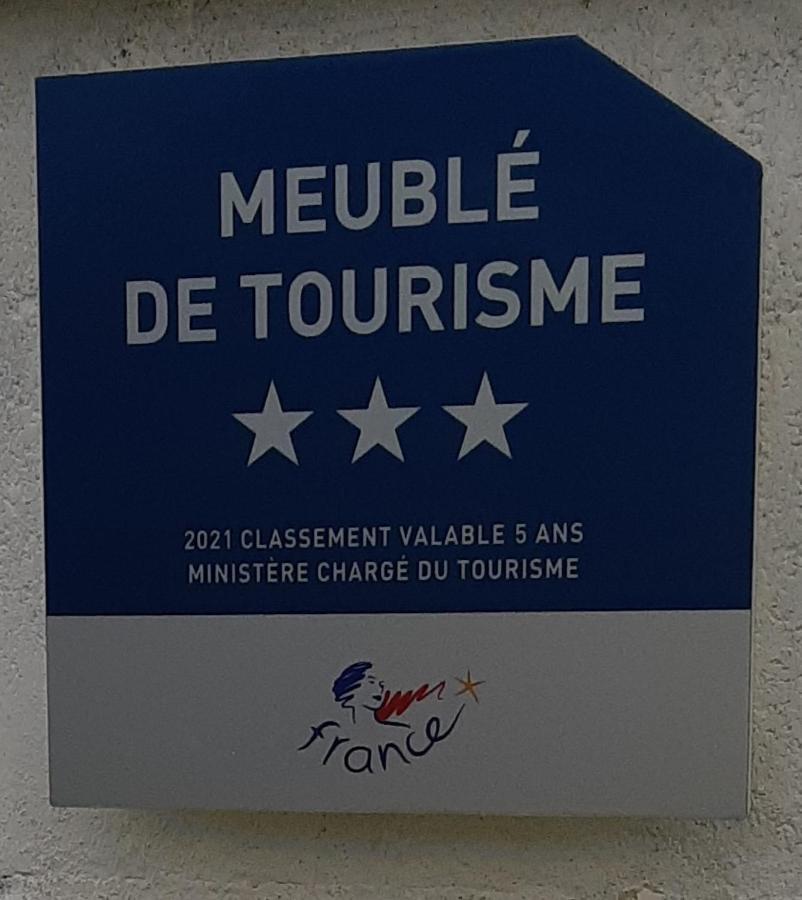 MEUBLÉ
DE TOURISME
2021 CLASSEMENT VALABLE 5 ANS
MINISTÈRE CHARGÉ DU TOURISME
france